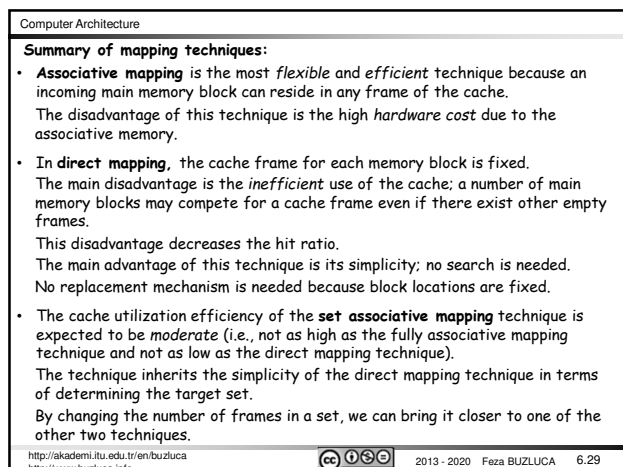 Computer Architecture
Summary of mapping techniques:
• Associative mapping is the most flexible and efficient technique because an
incoming main memory block can reside in any frame of the cache.
The disadvantage of this technique is the high hardware cost due to the
associative memory.
• In direct mapping, the cache frame for each memory block is fixed.
The main disadvantage is the inefficient use of the cache; a number of main
memory blocks may compete for a cache frame even if there exist other empty
frames.
This disadvantage decreases the hit ratio.
The main advantage of this technique is its simplicity; no search is needed.
No replacement mechanism is needed because block locations are fixed.
• The cache utilization efficiency of the set associative mapping technique is
expected to be moderate (i.e., not as high as the fully associative mapping
technique and not as low as the direct mapping technique).
The technique inherits the simplicity of the direct mapping technique in terms
of determining the target set.
By changing the number of frames in a set, we can bring it closer to one of the
other two techniques.
http://akademi.itu.edu.tr/en/buzluca
cc 2013 - 2020 Feza BUZLUCA 6.29